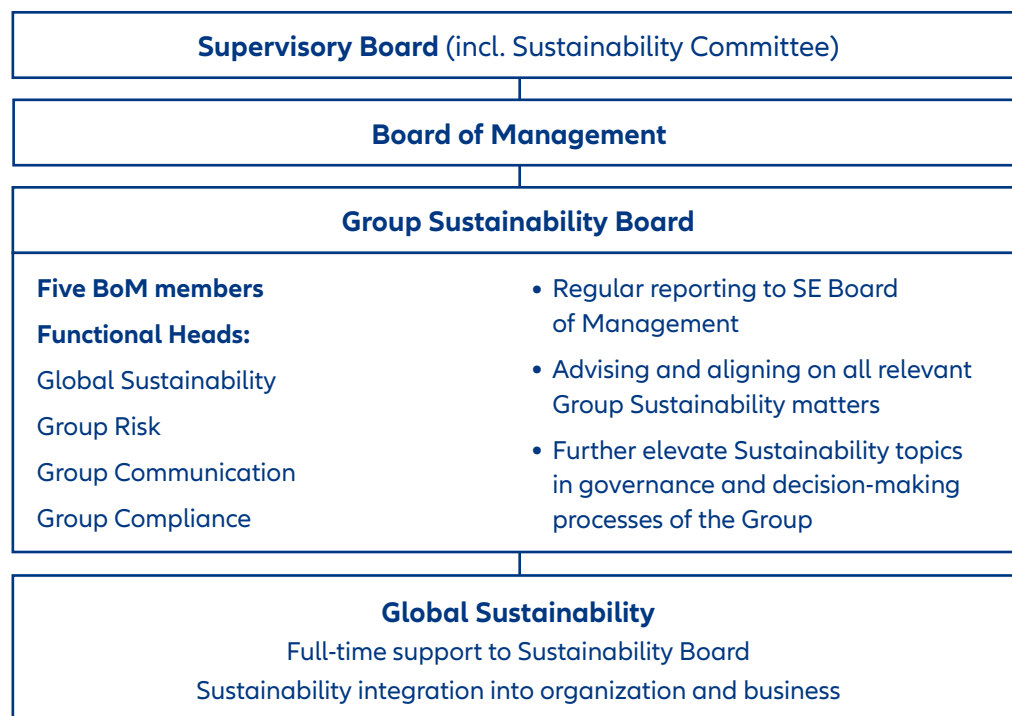 Supervisory Board (incl. Sustainability Committee)
Board of Management
Group Sustainability Board
Five BoM members
Functional Heads:
Global Sustainability
Group Risk
Group Communication
Group Compliance
• Regular reporting to SE Board
of Management
• Advising and aligning on all relevant
Group Sustainability matters
• Further elevate Sustainability topics
in governance and decision-making
processes of the Group
Global Sustainability
Full-time support to Sustainability Board
Sustainability integration into organization and business